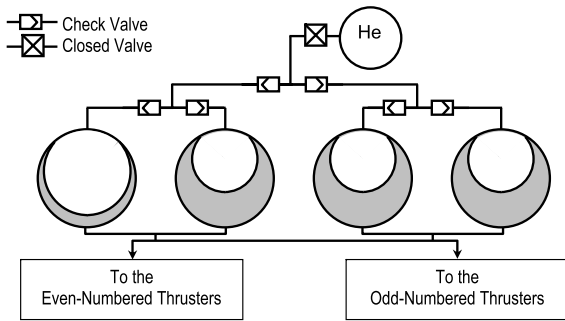 Check Valve
Closed Valve
He
To the
Even-Numbered Thrusters
To the
Odd-Numbered Thrusters